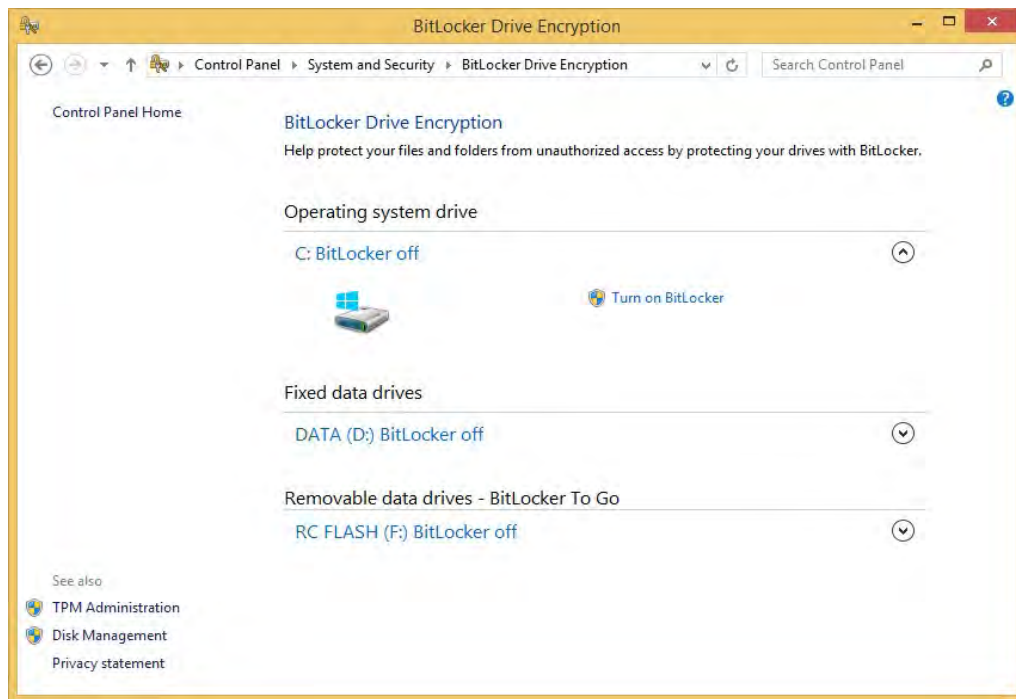 BitLocker Drive Encryption
Control Panel System and Security BitLocker Drive Encryption
Search Control Panel
Control Panel Home
BitLocker Drive Encryption
Help protect your files and folders from unauthorized access by protecting your drives with BitLocker.
Operating system drive
C: BitLocker off
Turn on BitLocker
Fixed data drives
DATA (D:) BitLocker off
Removable data drives - BitLocker To Go
RC FLASH (F:) BitLocker off
See also
TPM Administration
Disk Management
Privacy statement